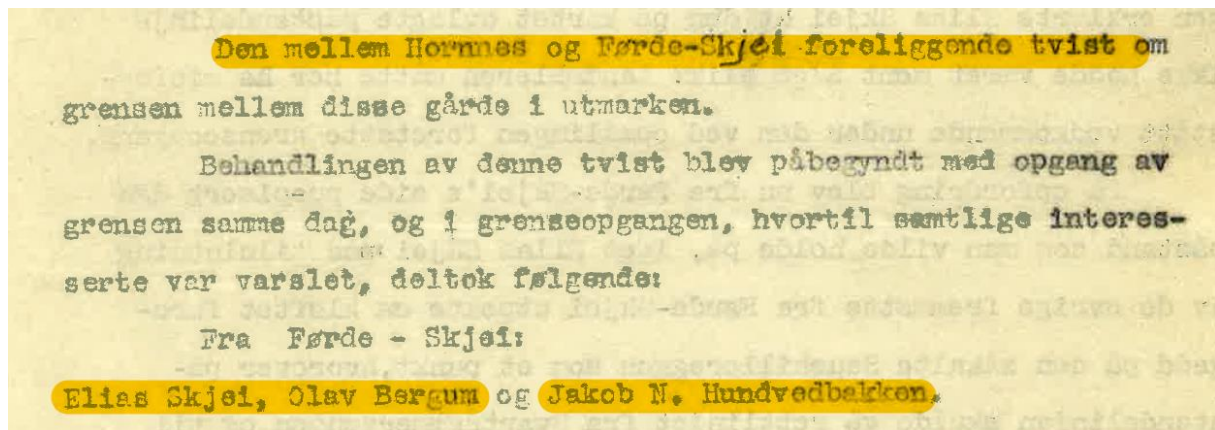 Den mellem Hornnes og Førde-Skjei foreliggende tvist om
grensen mellem disse gårde i utmarken.
Behandlingen av denne tvist blev påbegyndt med opgang av
grensen samme dag, og i grenseopgangen, hvortil samtlige interes-
serte var varslet, deltok følgende:
Fra Førde - Skjei:
Elias Skjei, Olav Bergum og Jakob N. Hundvedbakken.